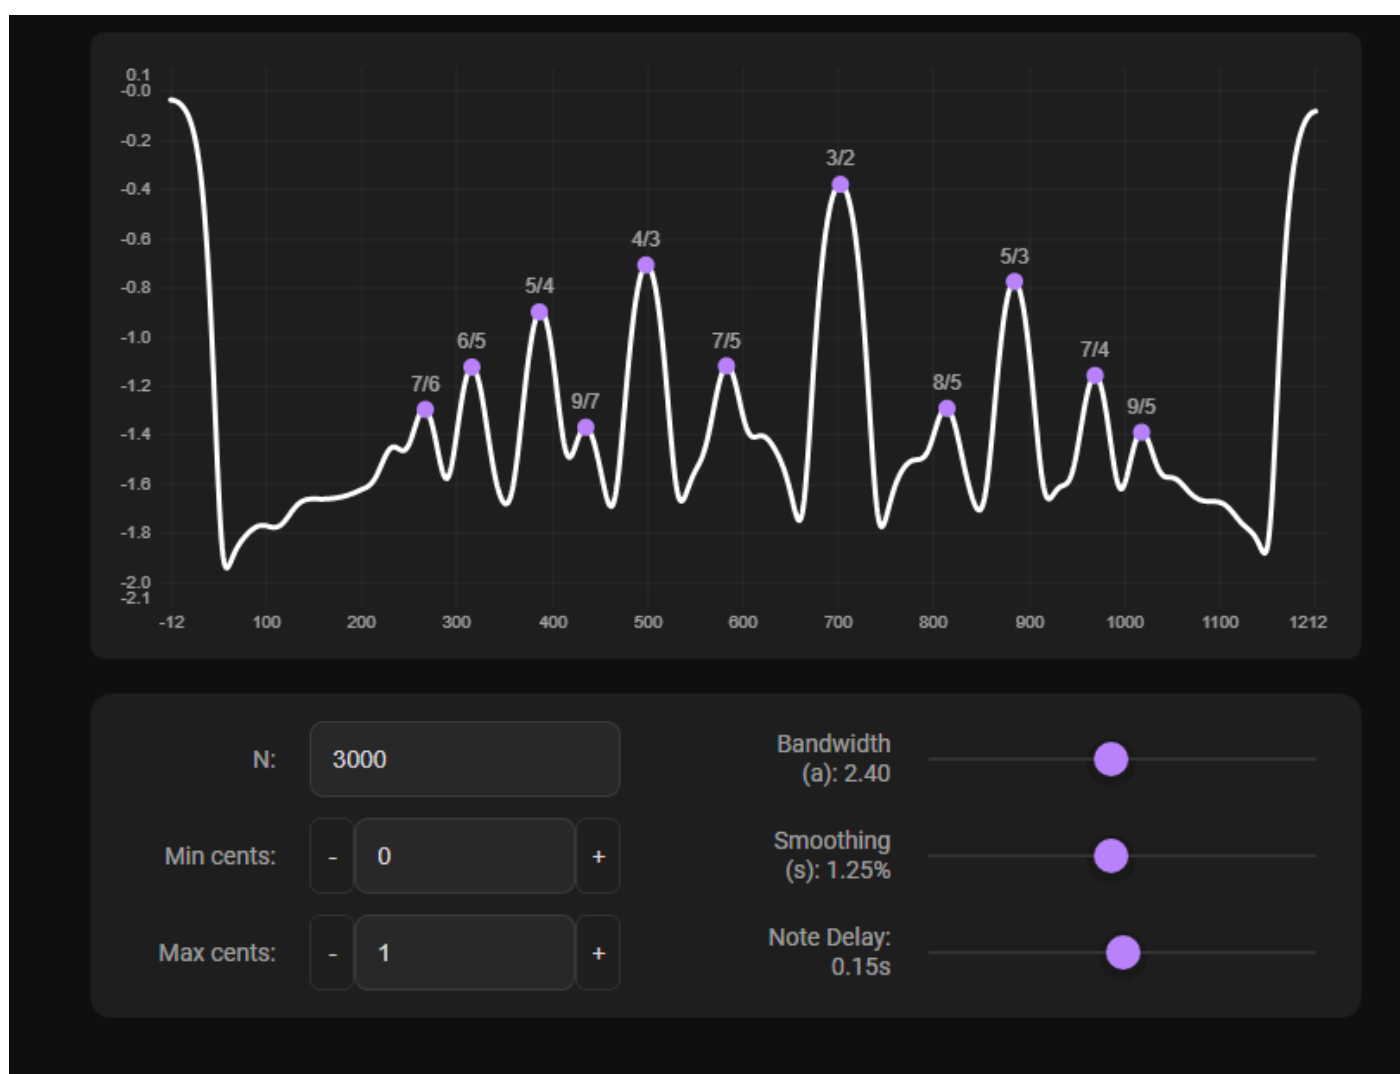 0.1
-0.0
-0.2
-0.4
-0.6
-0.8
-1.0
-1.2
-1.4
-1.6
-1.8
-2.0
-2.1
3/2
4/3
5/3
5/4
6/5
7/5
7/4
7/6
8/5
9/7
9/5
-12 100 200 300 400 500 600 700 800 900 1000 1100 1212
N: 3000
Min cents: - 0 +
Max cents: - 1 +
Bandwidth
(a): 2.40
Smoothing
(s): 1.25%
Note Delay:
0.15s